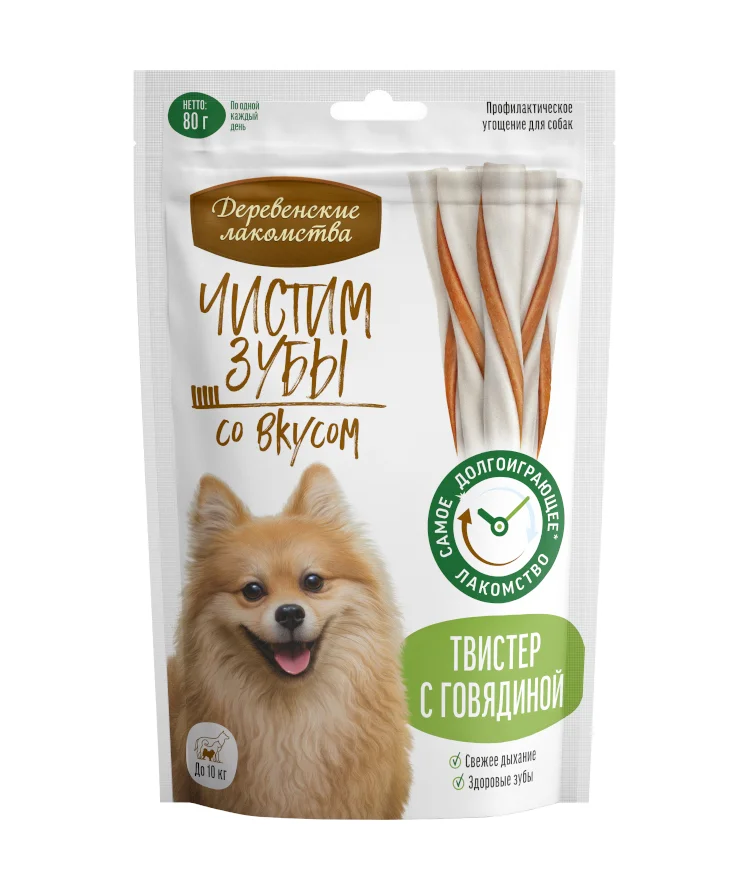 НЕТТО:
80 г
По одной
каждый
день
Профилактическое
угощение для собак
Деревенские
лакомства
ЧИСТИМ
ЗУБЫ
со вкусом
САМОЕ ДОЛГОИГРАЮЩЕЕ*
ЛАКОМСТВО
ТВИСТЕР
С ГОВЯДИНОЙ
Свежее дыхание
Здоровые зубы
До 10 кг